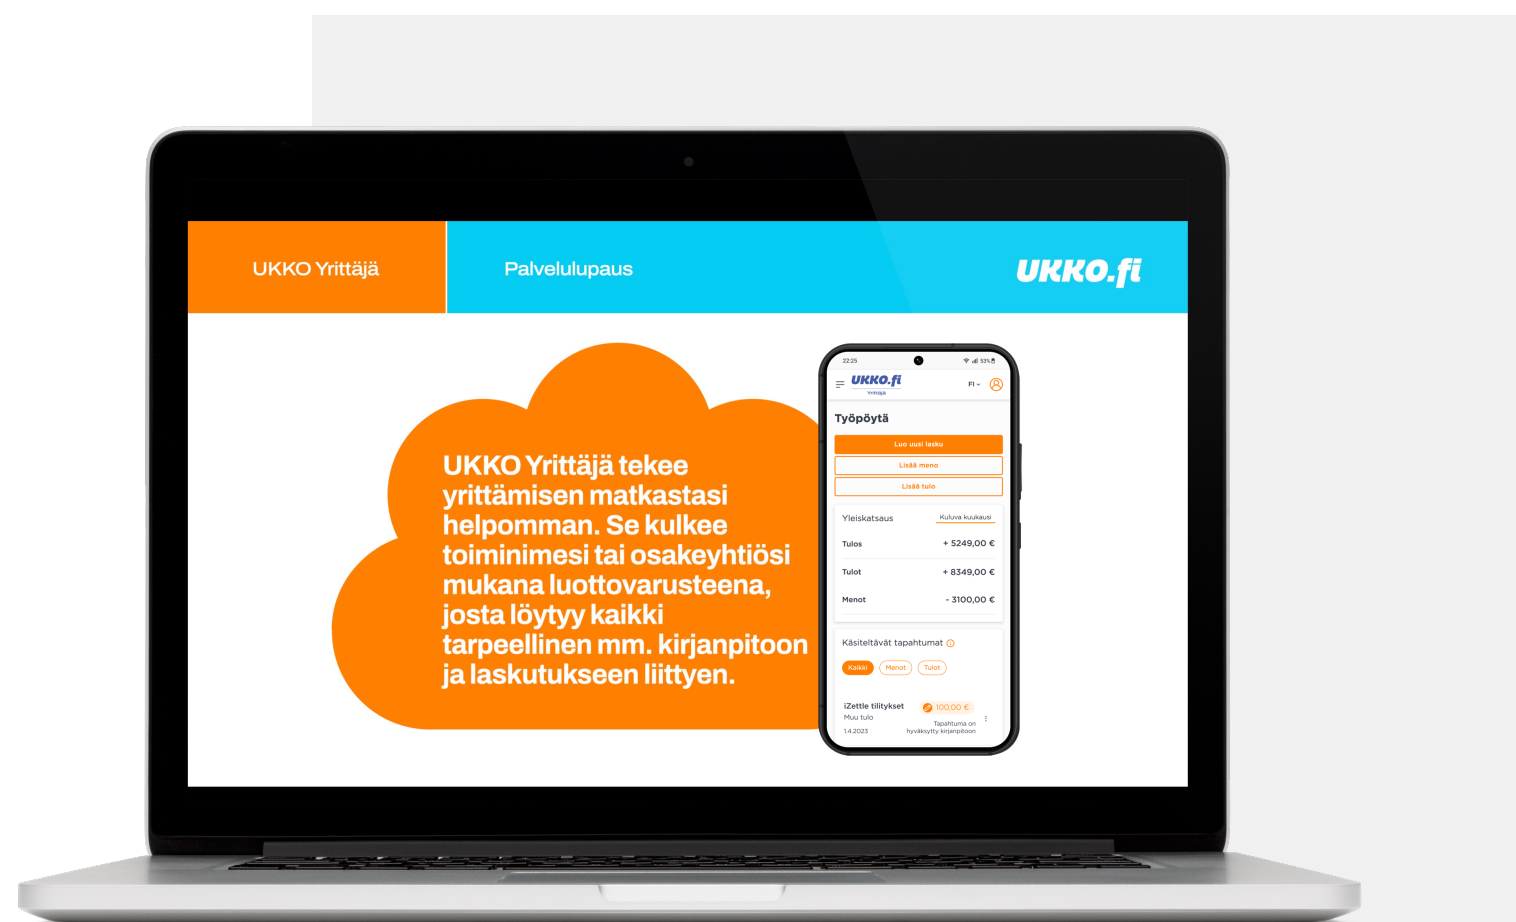 UKKO Yrittäjä
Palvelulupaus
UKKO.fi
UKKO Yrittäjä tekee
yrittämisen matkastasi
helpomman. Se kulkee
toiminimesi tai osakeyhtiösi
mukana luottovarusteena,
josta löytyy kaikki
tarpeellinen mm. kirjanpitoon
ja laskutukseen liittyen.
22:25
53%
UKKO.fi
Yrittäjä
FI
Työpöytä
Luo uusi lasku
Lisää meno
Lisää tulo
Yleiskatsaus
Kuluva kuukausi
Tulos + 5249,00 €
Tulot + 8349,00 €
Menot - 3100,00 €
Käsiteltävät tapahtumat
Kaikki Menot Tulot
iZettle tilitykset 100,00 €
Muu tulo
Tapahtuma on
1.4.2023 hyväksytty kirjanpitoon